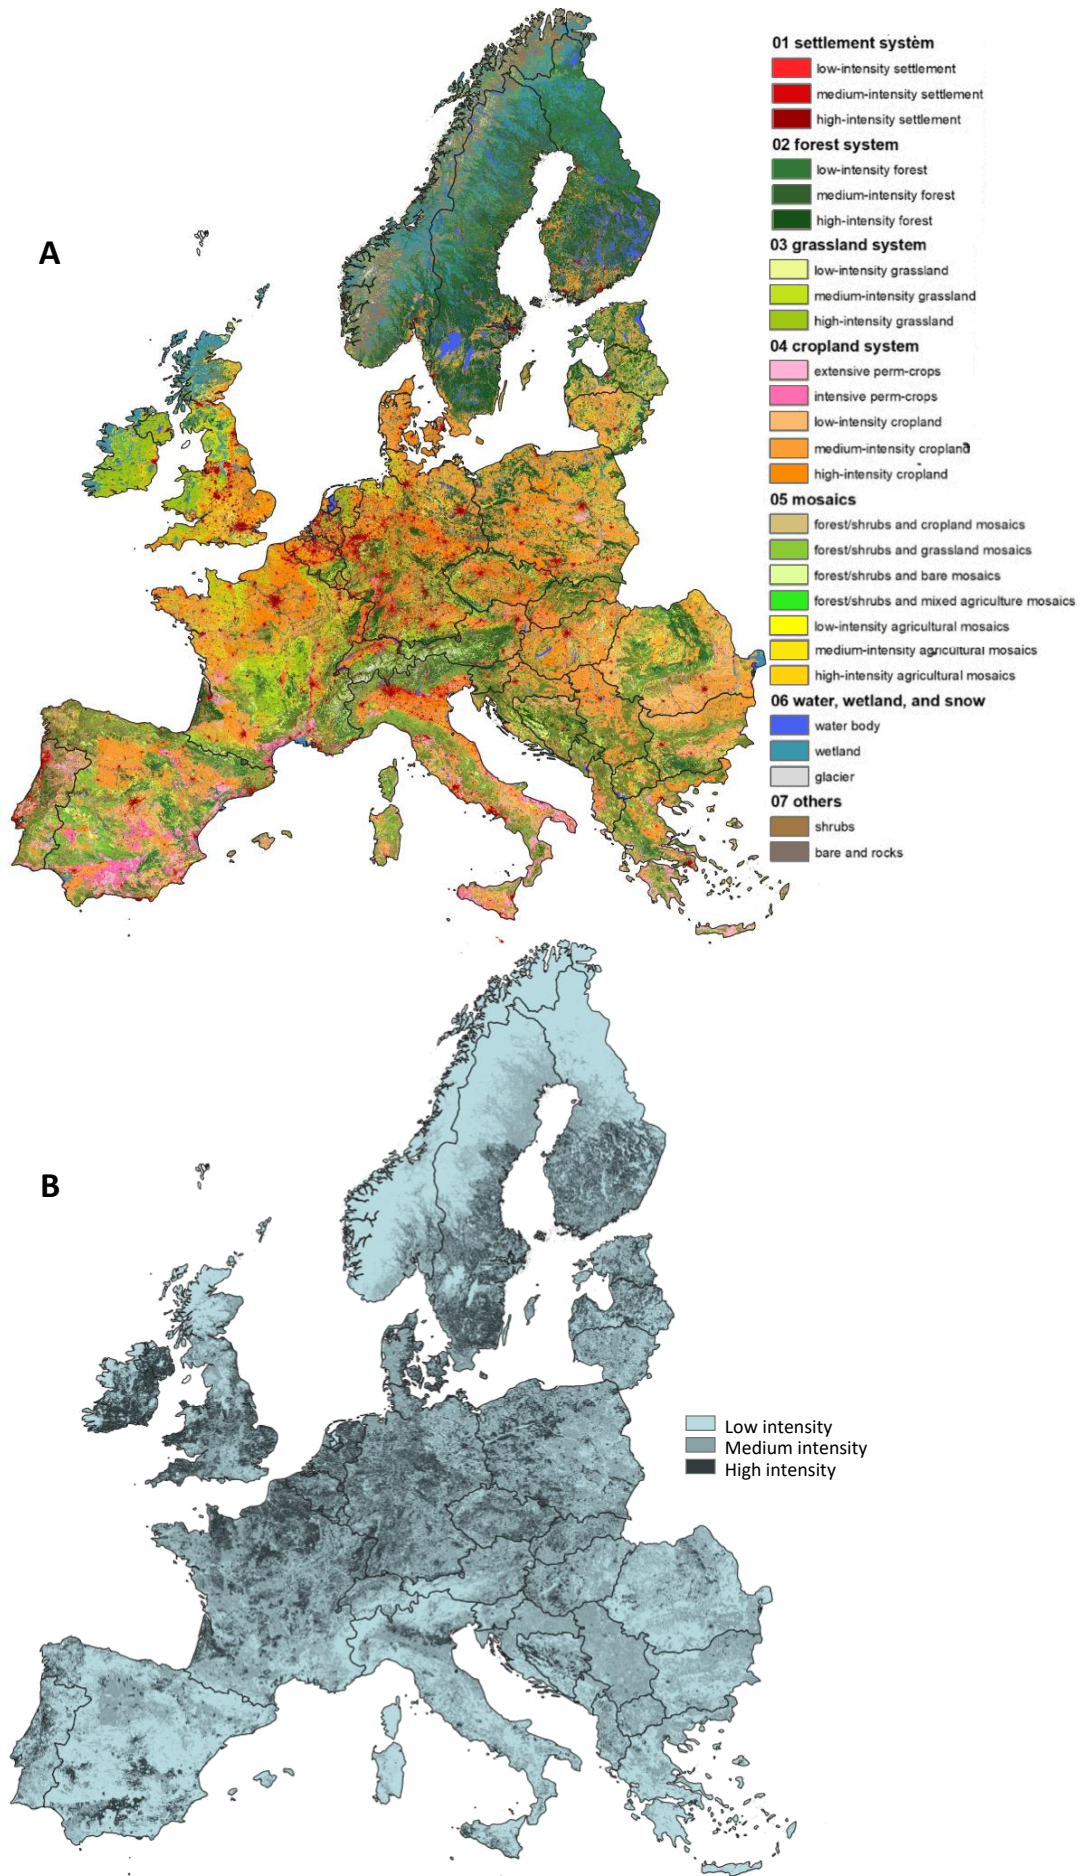 A
01 settlement system
low-intensity settlement
medium-intensity settlement
high-intensity settlement
02 forest system
low-intensity forest
medium-intensity forest
high-intensity forest
03 grassland system
low-intensity grassland
medium-intensity grassland
high-intensity grassland
04 cropland system
extensive perm-crops
intensive perm-crops
low-intensity cropland
medium-intensity cropland
high-intensity cropland
05 mosaics
forest/shrubs and cropland mosaics
forest/shrubs and grassland mosaics
forest/shrubs and bare mosaics
forest/shrubs and mixed agriculture mosaics
low-intensity agricultural mosaics
medium-intensity agricultural mosaics
high-intensity agricultural mosaics
06 water, wetland, and snow
water body
wetland
glacier
07 others
shrubs
bare and rocks
B
Low intensity
Medium intensity
High intensity